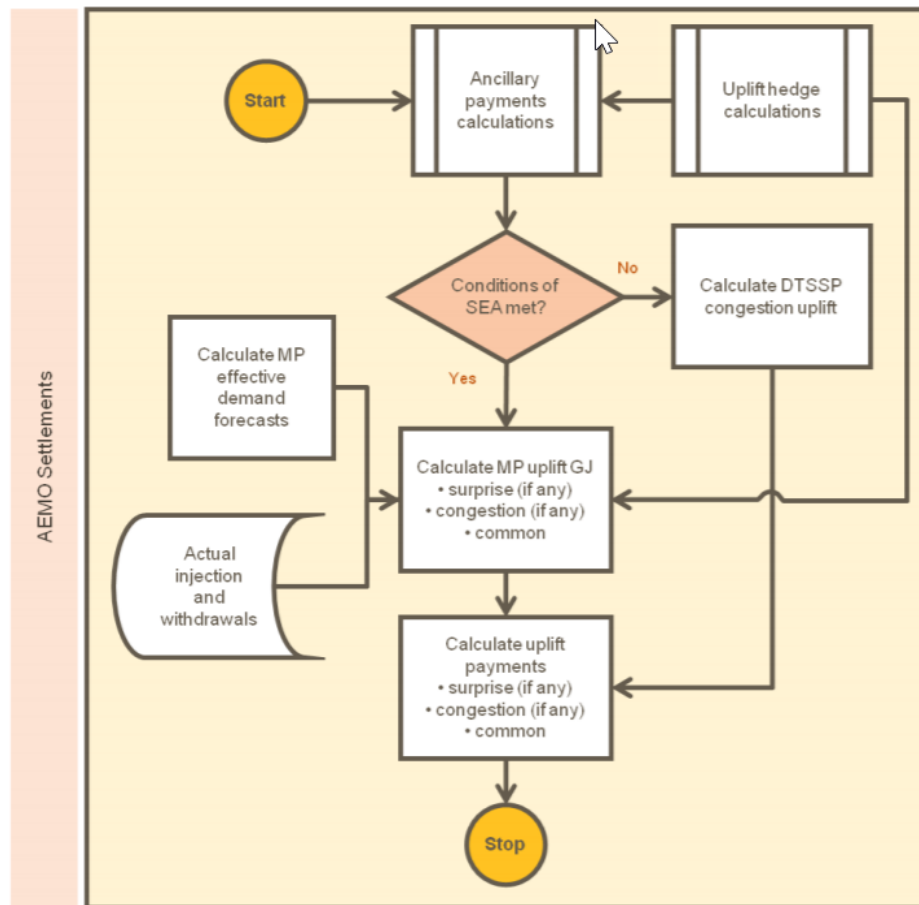 AEMO Settlements
Start
Ancillary
payments
calculations
Uplift hedge
calculations
Conditions of
SEA met?
No
Calculate DTSSP
congestion uplift
Yes
Calculate MP
effective
demand
forecasts
Calculate MP uplift GJ
• surprise (if any)
• congestion (if any)
• common
Actual
injection
and
withdrawals
Calculate uplift
payments
• surprise (if any)
• congestion (if any)
• common
Stop